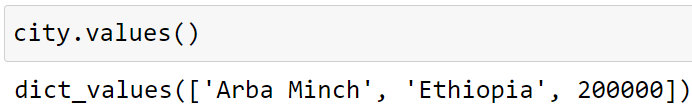 city.values()
dict_values(['Arba Minch', 'Ethiopia', 200000])